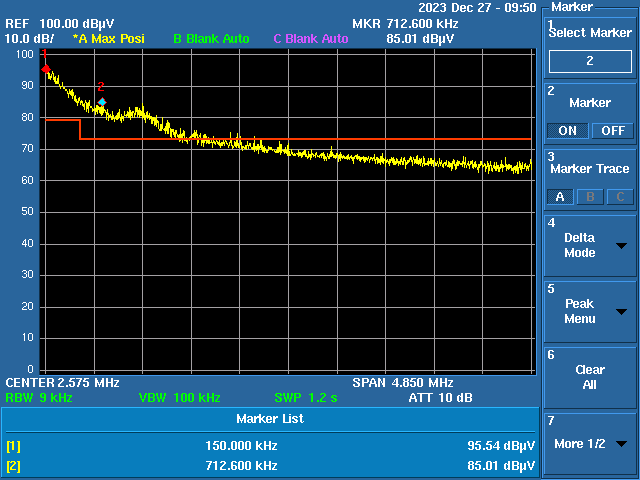 2023 Dec 27 - 09:50
Marker
REF 100.00 dBµV
MKR 712.600 kHz
10.0 dB/
*A Max Posi
B Blank Auto
C Blank Auto
85.01 dBµV
1
Select Marker
2
100
90
80
70
60
50
40
30
20
10
0
1
2
2
Marker
ON
OFF
3
Marker Trace
A
B
C
4
Delta
Mode
5
Peak
Menu
6
Clear
All
7
More 1/2
CENTER 2.575 MHz
SPAN 4.850 MHz
RBW 9 kHz
VBW 100 kHz
SWP 1.2 s
ATT 10 dB
Marker List
[1] 150.000 kHz 95.54 dBµV
[2] 712.600 kHz 85.01 dBµV